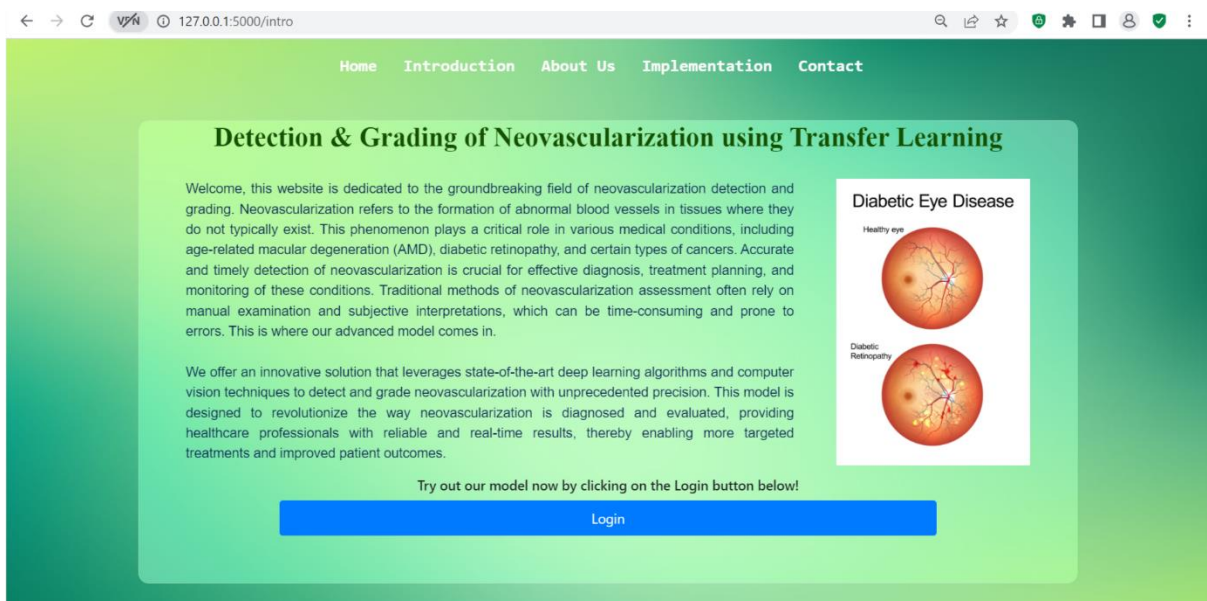 VPN 127.0.0.1:5000/intro
Home Introduction About Us Implementation Contact
Detection & Grading of Neovascularization using Transfer Learning
Welcome, this website is dedicated to the groundbreaking field of neovascularization detection and
grading. Neovascularization refers to the formation of abnormal blood vessels in tissues where they
do not typically exist. This phenomenon plays a critical role in various medical conditions, including
age-related macular degeneration (AMD), diabetic retinopathy, and certain types of cancers. Accurate
and timely detection of neovascularization is crucial for effective diagnosis, treatment planning, and
monitoring of these conditions. Traditional methods of neovascularization assessment often rely on
manual examination and subjective interpretations, which can be time-consuming and prone to
errors. This is where our advanced model comes in.
We offer an innovative solution that leverages state-of-the-art deep learning algorithms and computer
vision techniques to detect and grade neovascularization with unprecedented precision. This model is
designed to revolutionize the way neovascularization is diagnosed and evaluated, providing
healthcare professionals with reliable and real-time results, thereby enabling more targeted
treatments and improved patient outcomes.
Diabetic Eye Disease
Healthy eye
Diabetic
Retinopathy
Try out our model now by clicking on the Login button below!
Login